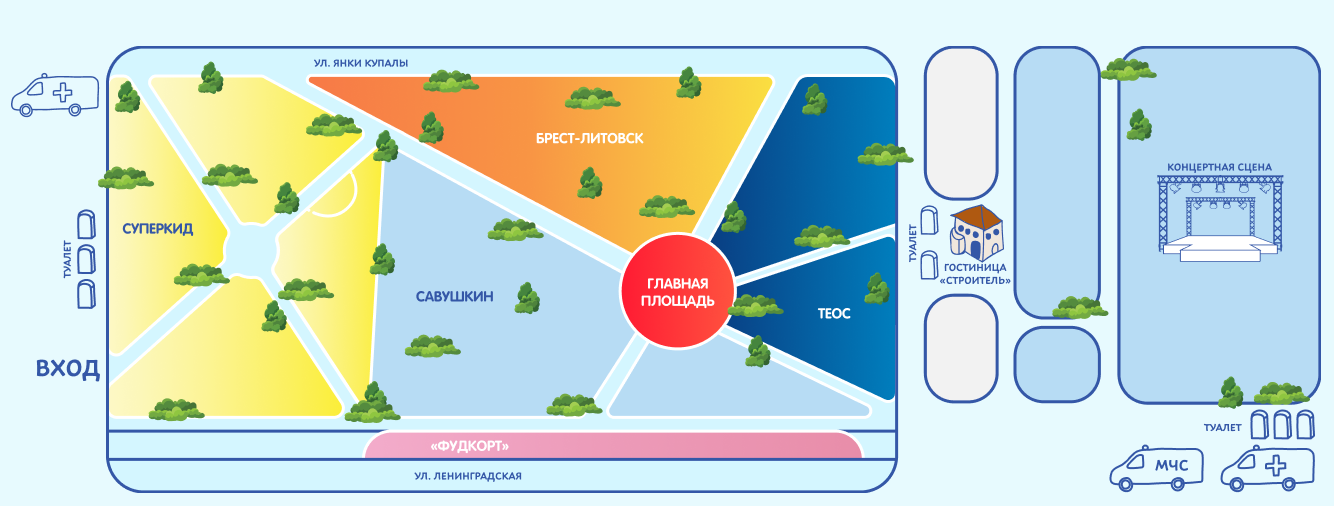 УЛ. ЯНКИ КУПАЛЫ
БРЕСТ-ЛИТОВСК
КОНЦЕРТНАЯ СЦЕНА
СУПЕРКИД
ТУАЛЕТ
ТУАЛЕТ
ГОСТИНИЦА
«СТРОИТЕЛЬ»
САВУШКИН
ГЛАВНАЯ
ПЛОЩАДЬ
ТЕОС
ВХОД
«ФУДКОРТ»
УЛ. ЛЕНИНГРАДСКАЯ
ТУАЛЕТ
МЧС